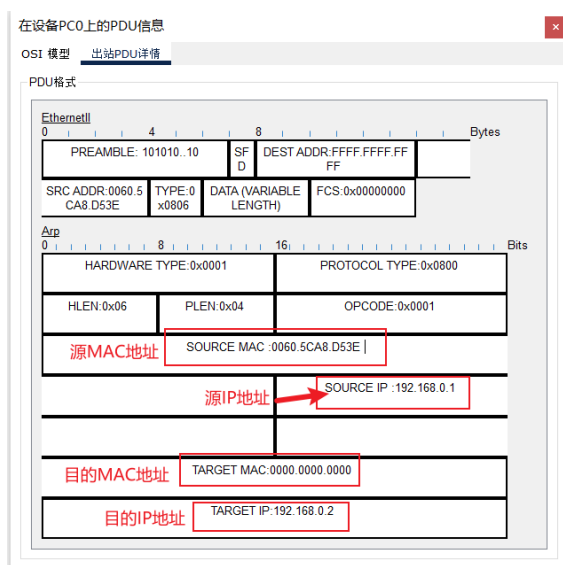 在设备PC0上的PDU信息
×
OSI 模型 出站PDU详情
PDU格式
EthernetII
0 4 8 Bytes
PREAMBLE: 101010..10 SF D DEST ADDR:FFFF.FFFF.FF FF
SRC ADDR:0060.5 CA8.D53E TYPE:0 x0806 DATA (VARIABLE LENGTH) FCS:0x00000000
Arp
0 8 16 Bits
HARDWARE TYPE:0x0001 PROTOCOL TYPE:0x0800
HLEN:0x06 PLEN:0x04 OPCODE:0x0001
源MAC地址 SOURCE MAC :0060.5CA8.D53E
源IP地址 SOURCE IP :192.168.0.1
目的MAC地址 TARGET MAC:0000.0000.0000
目的IP地址 TARGET IP:192.168.0.2